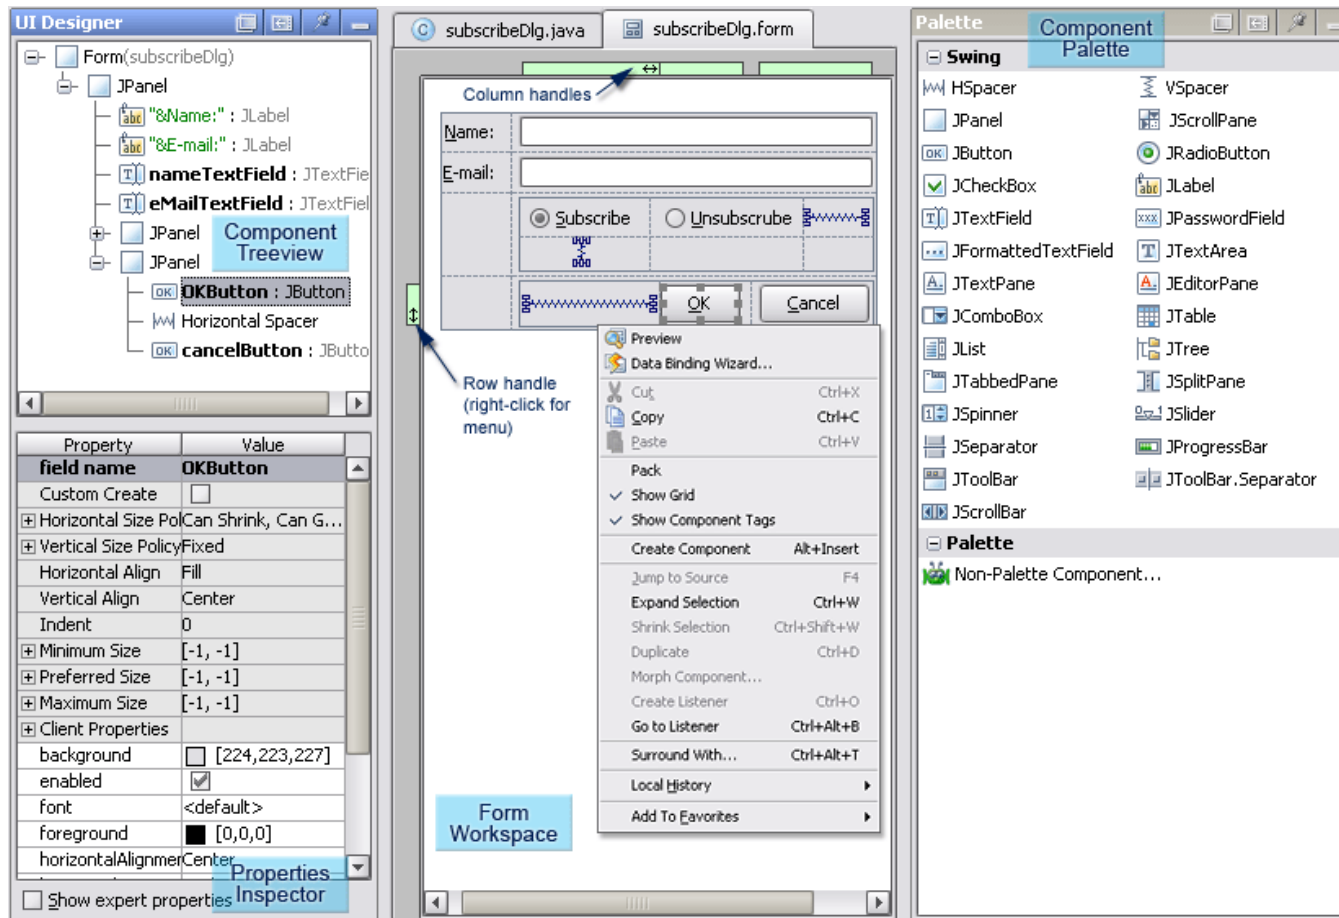 UI Designer
Form(subscribeDlg)
JPanel
"&Name:" : JLabel
"&E-mail:" : JLabel
nameTextField : JTextFie
eMailTextField : JTextFiel
JPanel
JPanel
OKButton : JButton
Horizontal Spacer
cancelButton : JButto
Component
Treeview
Property Value
field name OKButton
Custom Create
Horizontal Size Pol Can Shrink, Can G...
Vertical Size Policy Fixed
Horizontal Align Fill
Vertical Align Center
Indent 0
Minimum Size [-1, -1]
Preferred Size [-1, -1]
Maximum Size [-1, -1]
Client Properties
background [224,223,227]
enabled
font <default>
foreground [0,0,0]
horizontalAlignmer Center
Show expert properties
Properties
Inspector
subscribeDlg.java subscribeDlg.form
Column handles
Name:
E-mail:
Subscribe Unsubscrube
OK Cancel
Row handle
(right-click for
menu)
Preview
Data Binding Wizard...
Cut Ctrl+X
Copy Ctrl+C
Paste Ctrl+V
Pack
Show Grid
Show Component Tags
Create Component Alt+Insert
Jump to Source F4
Expand Selection Ctrl+W
Shrink Selection Ctrl+Shift+W
Duplicate Ctrl+D
Morph Component...
Create Listener Ctrl+O
Go to Listener Ctrl+Alt+B
Surround With... Ctrl+Alt+T
Local History
Add To Favorites
Form
Workspace
Palette
Component
Palette
Swing
HSpacer VSpacer
JPanel JScrollPane
OK JButton JRadioButton
JCheckBox abc JLabel
JTextField JPasswordField
JFormattedTextField JTextArea
JTextPane JEditorPane
JComboBox JTable
JList JTree
JTabbedPane JSplitPane
JSpinner JSlider
JSeparator JProgressBar
JToolBar JToolBar.Separator
JScrollBar
Palette
Non-Palette Component...